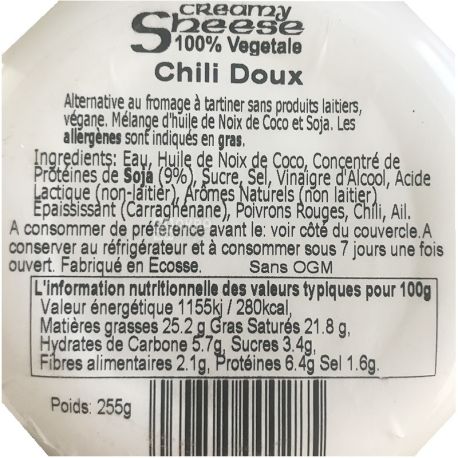 CREAMY
Sheese
100% Vegetale
Chili Doux
Alternative au fromage à tartiner sans produits laitiers,
végane. Mélange d'huile de Noix de Coco et Soja. Les
allergènes sont indiqués en gras.
Ingredients: Eau, Huile de Noix de Coco, Concentré de
Protéines de Soja (9%), Sucre, Sel, Vinaigre d'Alcool, Acide
Lactique (non-laitier), Arômes Naturels (non laitier)
Epaississant (Carraghénane), Poivrons Rouges, Chili, Ail.
A consommer de préférence avant le: voir côté du couvercle.A
conserver au réfrigérateur et à consommer sous 7 jours une fois
ouvert. Fabriqué en Ecosse. Sans OGM
L'information nutritionnelle des valeurs typiques pour 100g
Valeur énergétique 1155kj / 280kcal,
Matières grasses 25.2 g Gras Saturés 21.8 g,
Hydrates de Carbone 5.7g, Sucres 3.4g,
Fibres alimentaires 2.1g, Protéines 6.4g Sel 1.6g.
Poids: 255g